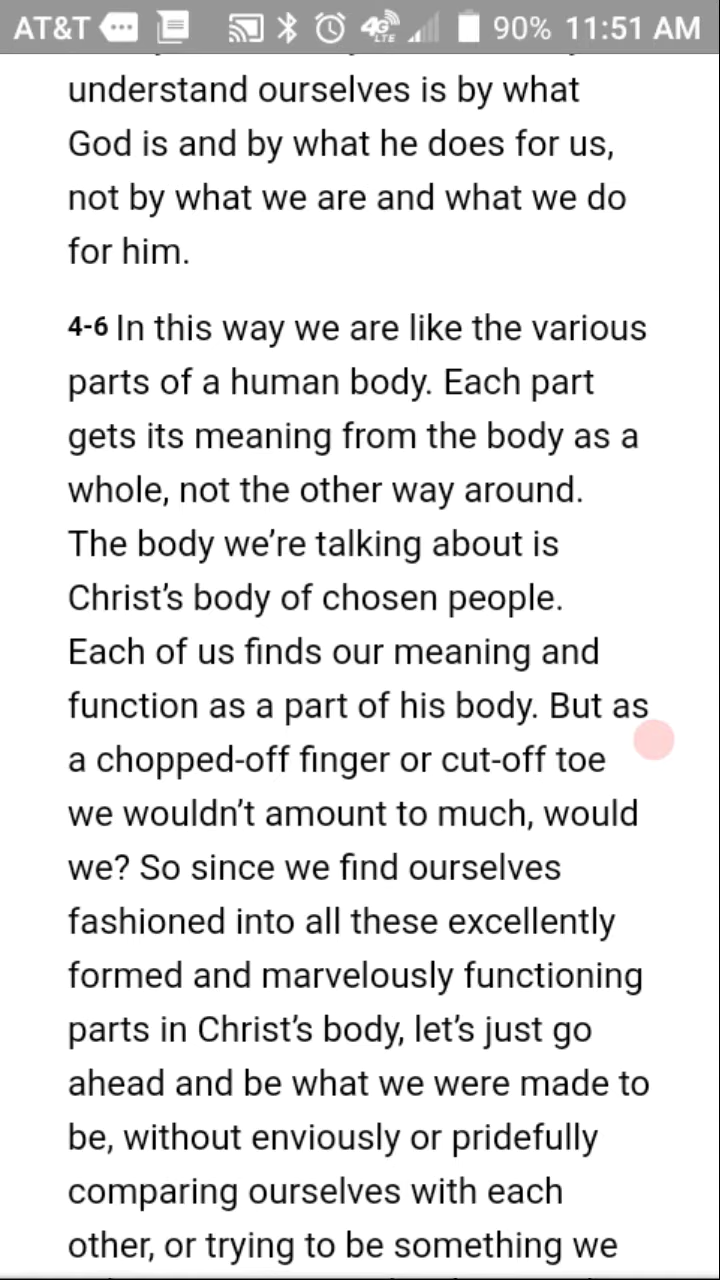 AT&T 4G LTE 90% 11:51 AM
understand ourselves is by what
God is and by what he does for us,
not by what we are and what we do
for him.
4-6 In this way we are like the various
parts of a human body. Each part
gets its meaning from the body as a
whole, not the other way around.
The body we’re talking about is
Christ’s body of chosen people.
Each of us finds our meaning and
function as a part of his body. But as
a chopped-off finger or cut-off toe
we wouldn’t amount to much, would
we? So since we find ourselves
fashioned into all these excellently
formed and marvelously functioning
parts in Christ’s body, let’s just go
ahead and be what we were made to
be, without enviously or pridefully
comparing ourselves with each
other, or trying to be something we